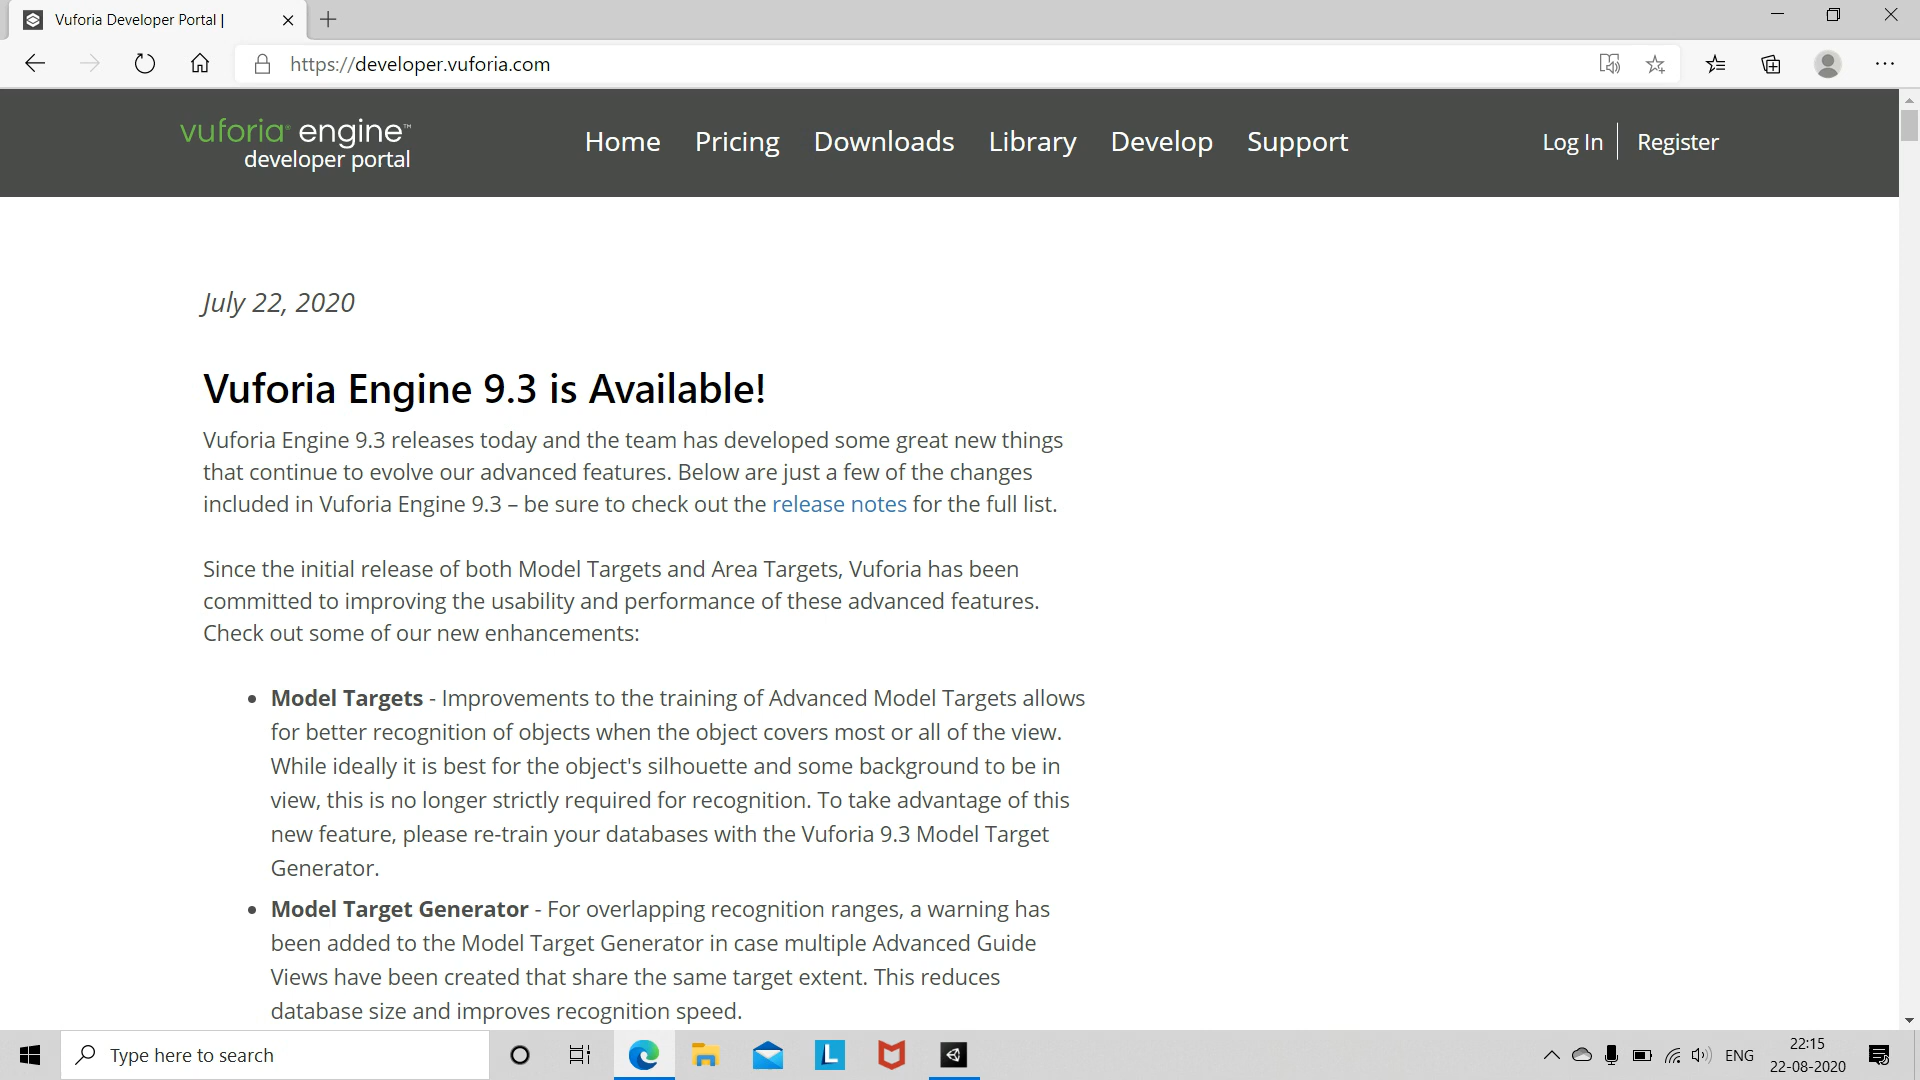 Vuforia Developer Portal |
https://developer.vuforia.com
vuforia engine™
developer portal
Home Pricing Downloads Library Develop Support
Log In Register
July 22, 2020
Vuforia Engine 9.3 is Available!
Vuforia Engine 9.3 releases today and the team has developed some great new things
that continue to evolve our advanced features. Below are just a few of the changes
included in Vuforia Engine 9.3 – be sure to check out the release notes for the full list.
Since the initial release of both Model Targets and Area Targets, Vuforia has been
committed to improving the usability and performance of these advanced features.
Check out some of our new enhancements:
• Model Targets - Improvements to the training of Advanced Model Targets allows
for better recognition of objects when the object covers most or all of the view.
While ideally it is best for the object's silhouette and some background to be in
view, this is no longer strictly required for recognition. To take advantage of this
new feature, please re-train your databases with the Vuforia 9.3 Model Target
Generator.
• Model Target Generator - For overlapping recognition ranges, a warning has
been added to the Model Target Generator in case multiple Advanced Guide
Views have been created that share the same target extent. This reduces
database size and improves recognition speed.
Type here to search
L
ENG
22:15
22-08-2020